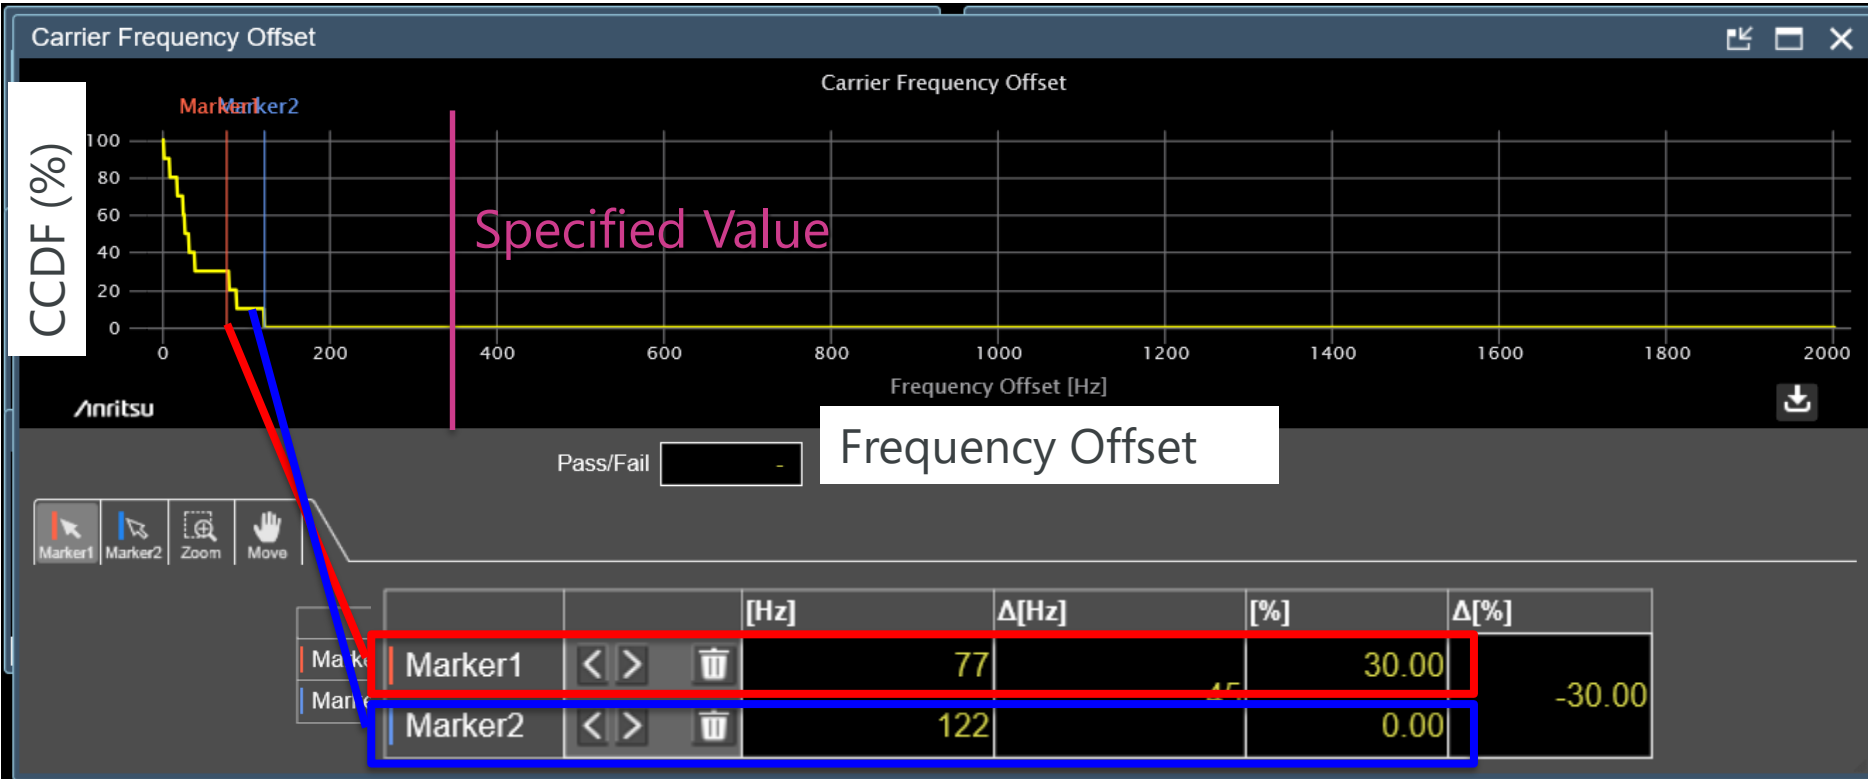 Carrier Frequency Offset
Carrier Frequency Offset
Marker1 Marker2
CCDF (%)
100
80
60
40
20
0
Specified Value
0 200 400 600 800 1000 1200 1400 1600 1800 2000
Frequency Offset [Hz]
Anritsu
Frequency Offset
Pass/Fail -
Marker1 Marker2 Zoom Move
[Hz] Δ[Hz] [%] Δ[%]
Marker1 77 30.00
45 -30.00
Marker2 122 0.00